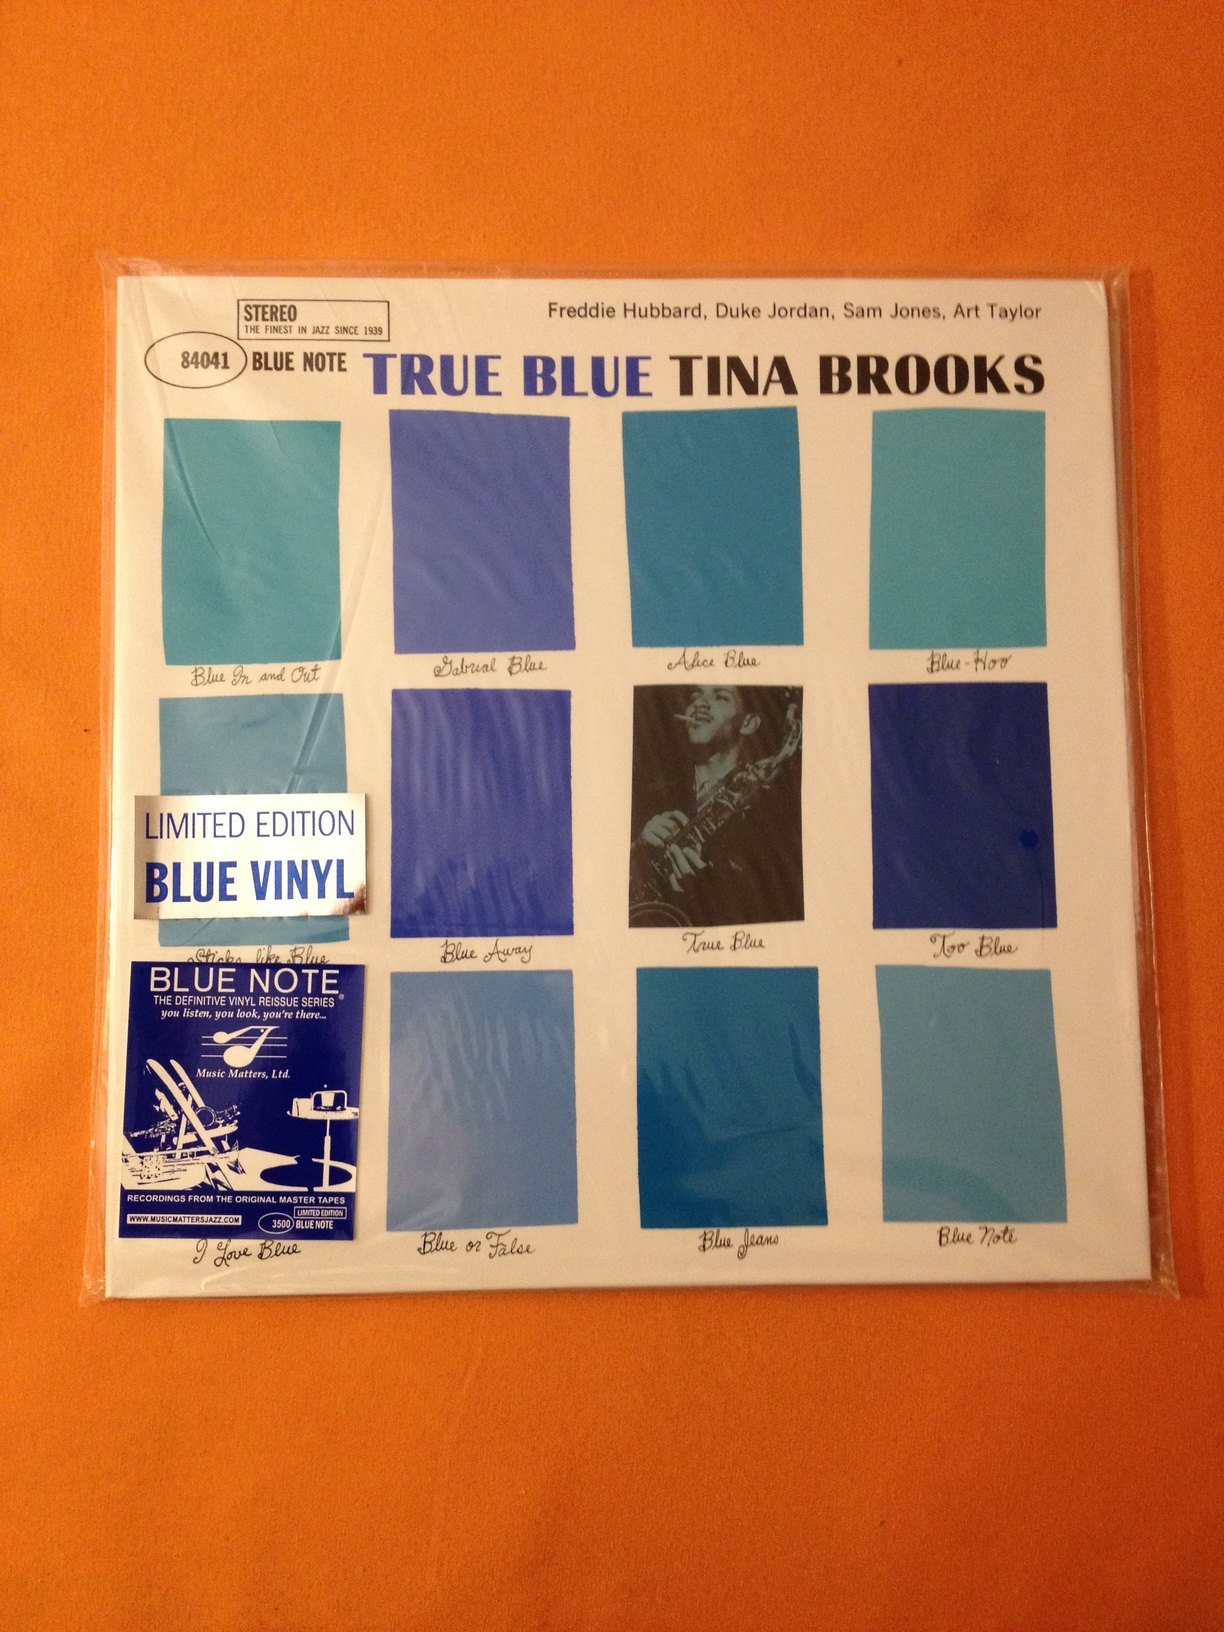 STEREO
THE FINEST IN JAZZ SINCE 1939
Freddie Hubbard, Duke Jordan, Sam Jones, Art Taylor
84041 BLUE NOTE TRUE BLUE TINA BROOKS
Blue In and Out
Gabrial Blue
Alice Blue
Blue-Hoo
LIMITED EDITION
BLUE VINYL
Sticks like Blue
Blue Away
True Blue
Too Blue
BLUE NOTE
THE DEFINITIVE VINYL REISSUE SERIES®
you listen, you look, you're there...
Music Matters, Ltd.
RECORDINGS FROM THE ORIGINAL MASTER TAPES
WWW.MUSICMATTERSJAZZ.COM
LIMITED EDITION
3500 BLUE NOTE
I Love Blue
Blue or False
Blue Jeans
Blue Note